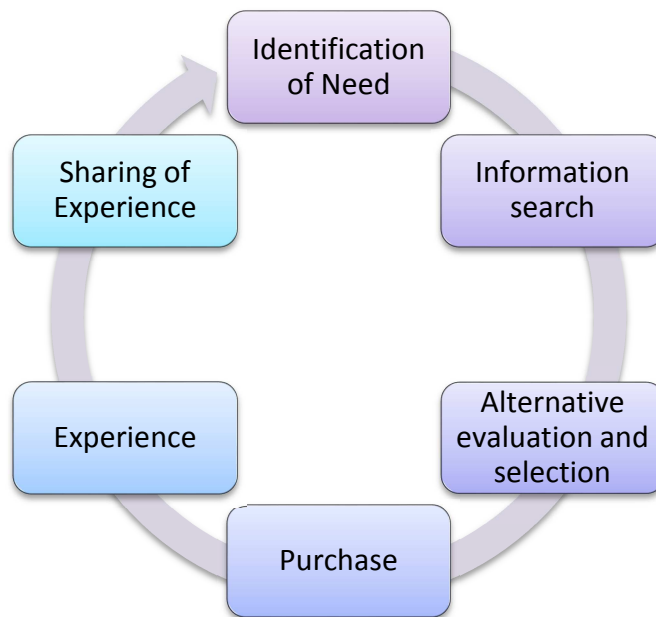 Identification
of Need
Information
search
Alternative
evaluation and
selection
Purchase
Experience
Sharing of
Experience